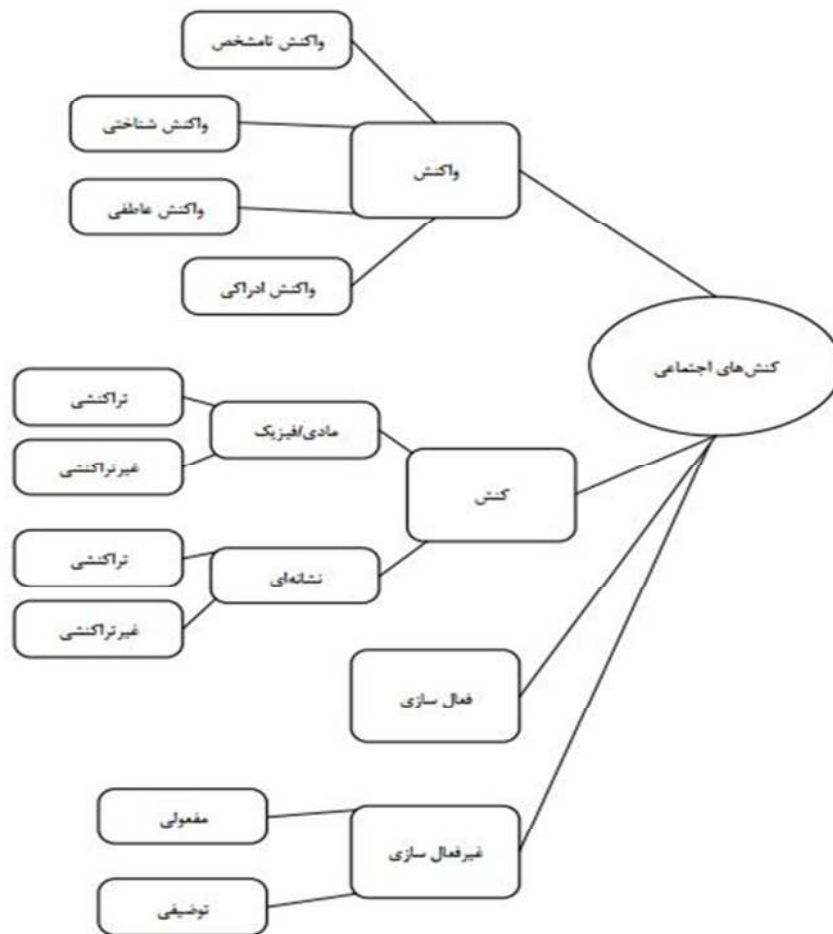 واکنش نامشخص
واکنش شناختی
واکنش
واکنش عاطفی
واکنش ادراکی
کنش‌های اجتماعی
تراکنشی
مادی/فیزیک
غیرتراکنشی
کنش
تراکنشی
نشانه‌ای
غیرتراکنشی
فعال سازی
مفعولی
غیرفعال سازی
توضیفی